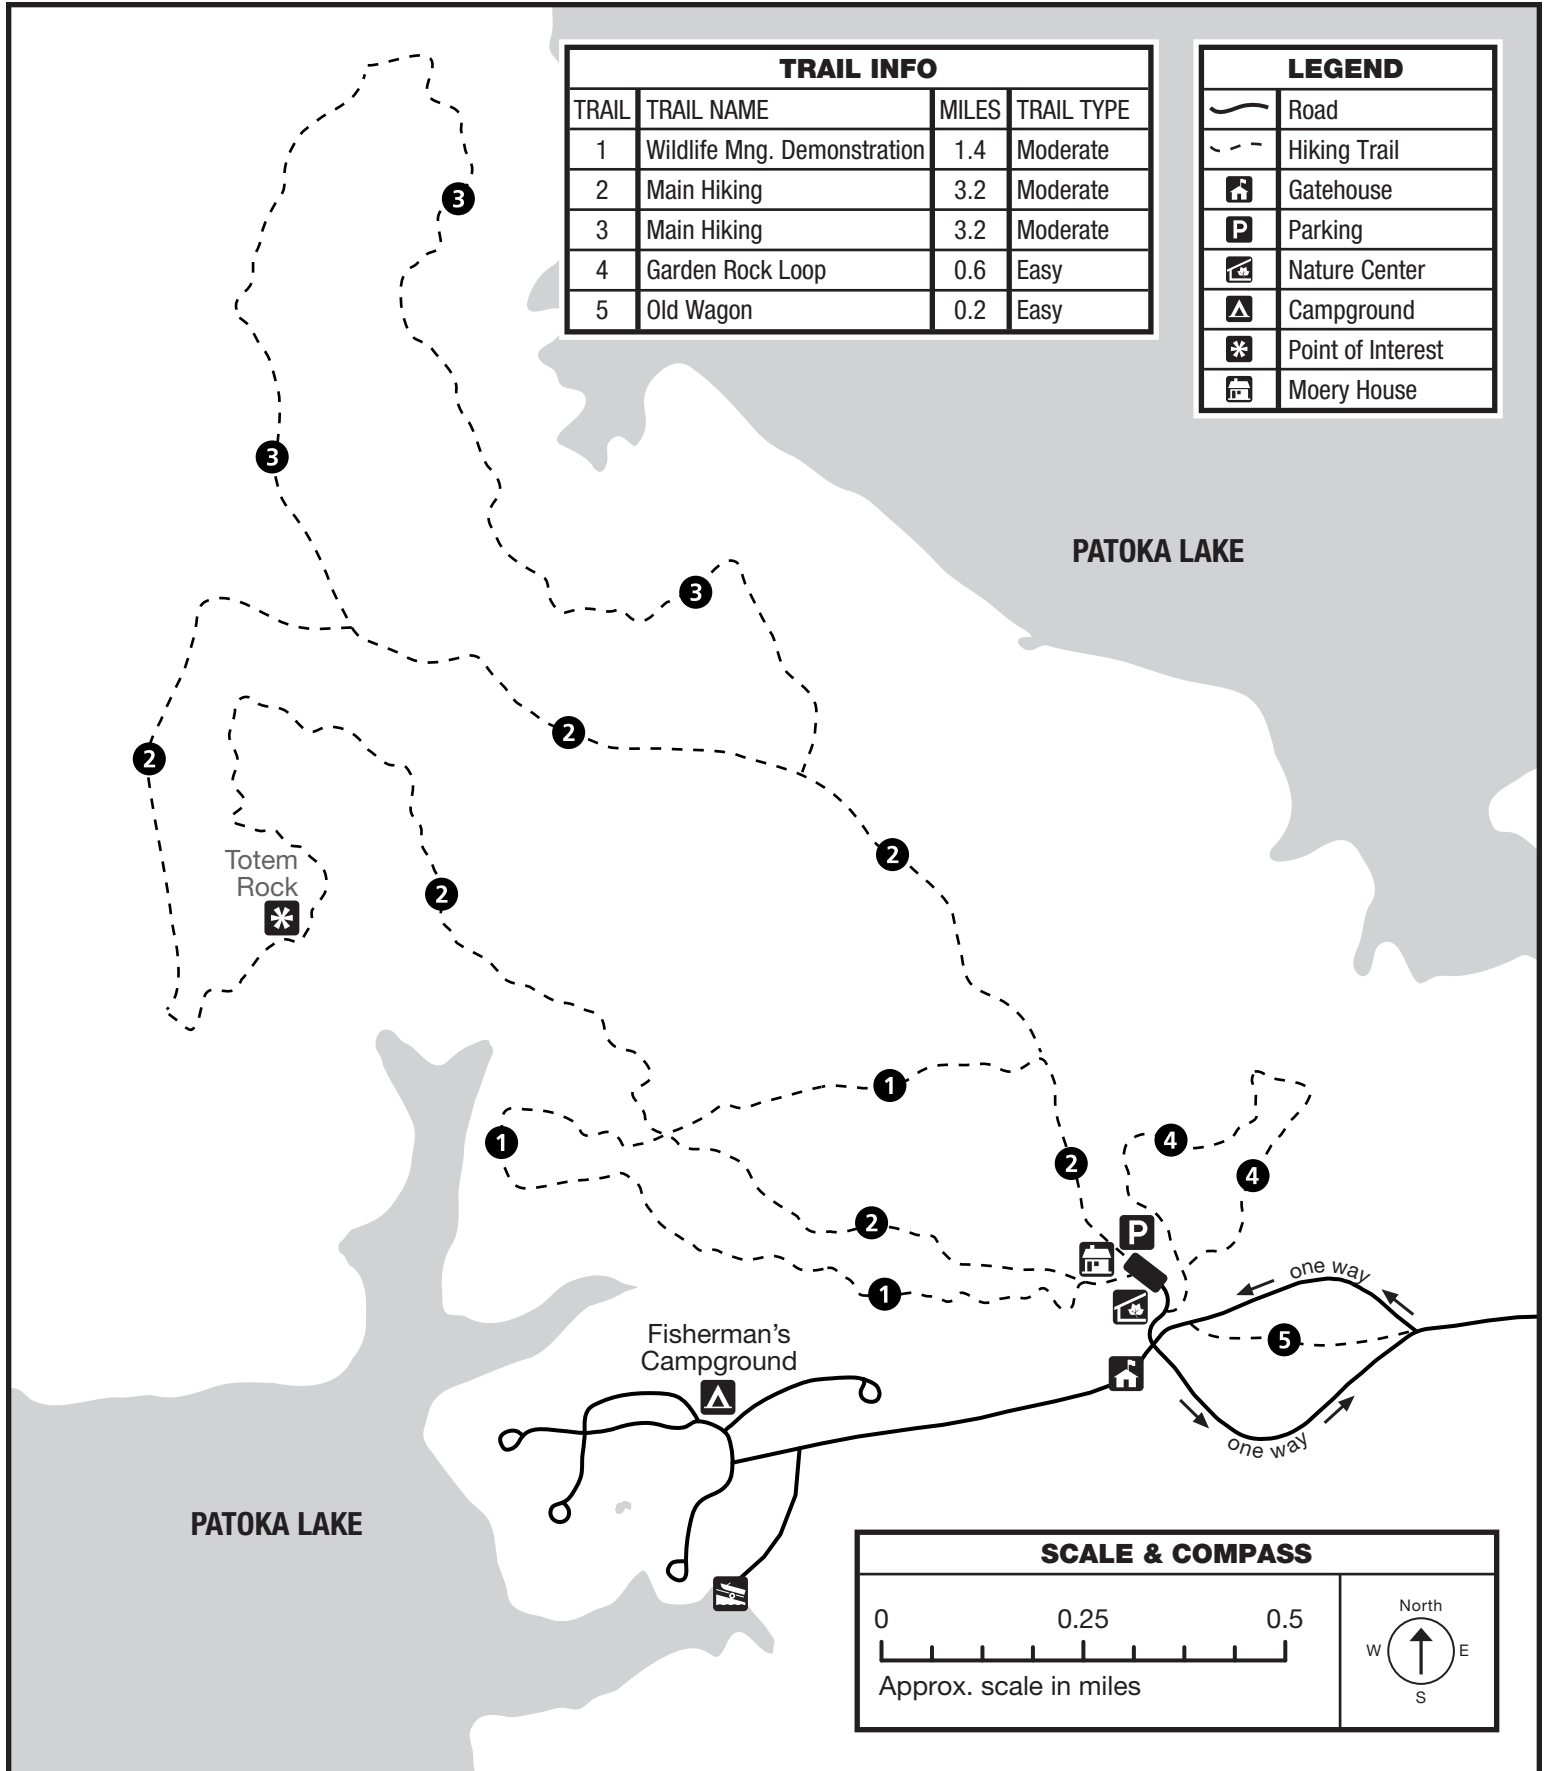 TRAIL INFO
TRAIL TRAIL NAME MILES TRAIL TYPE
1 Wildlife Mng. Demonstration 1.4 Moderate
2 Main Hiking 3.2 Moderate
3 Main Hiking 3.2 Moderate
4 Garden Rock Loop 0.6 Easy
5 Old Wagon 0.2 Easy
LEGEND
Road
Hiking Trail
Gatehouse
P Parking
Nature Center
Campground
Point of Interest
Moery House
3
3
3
PATOKA LAKE
2
2
2
Totem
Rock
2
1
1
4
2
4
2
P
1
one way
5
Fisherman's
Campground
one way
PATOKA LAKE
SCALE & COMPASS
0 0.25 0.5
Approx. scale in miles
North
W E
S